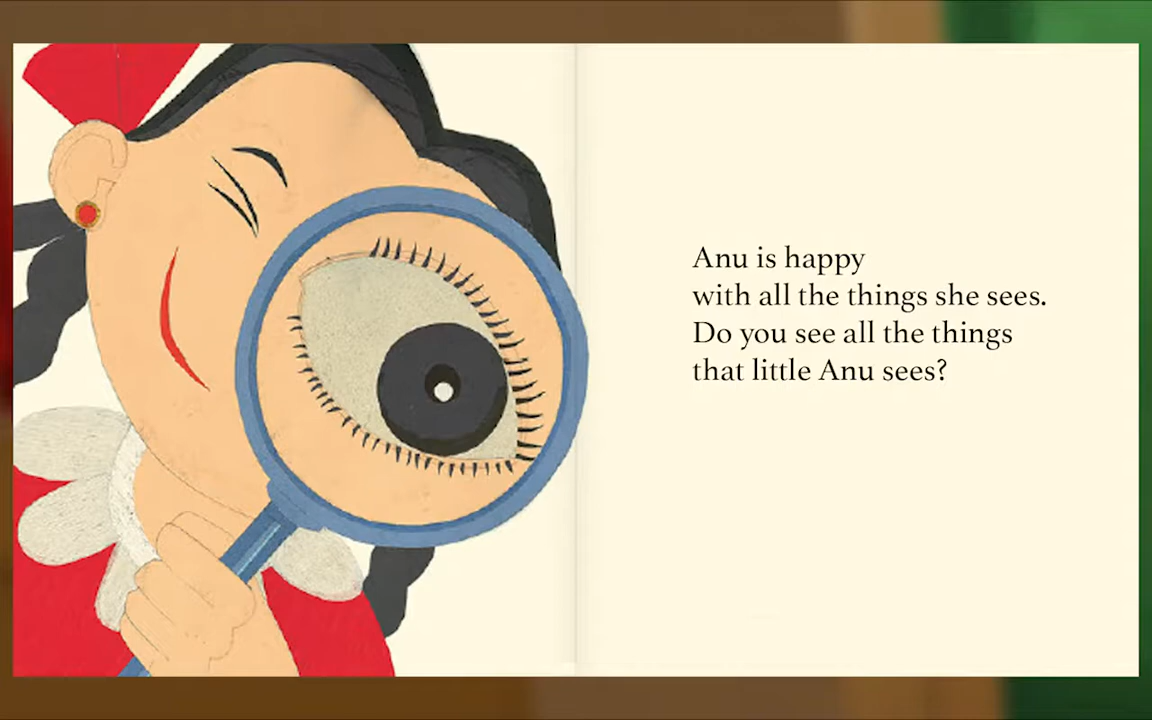 Anu is happy
with all the things she sees.
Do you see all the things
that little Anu sees?